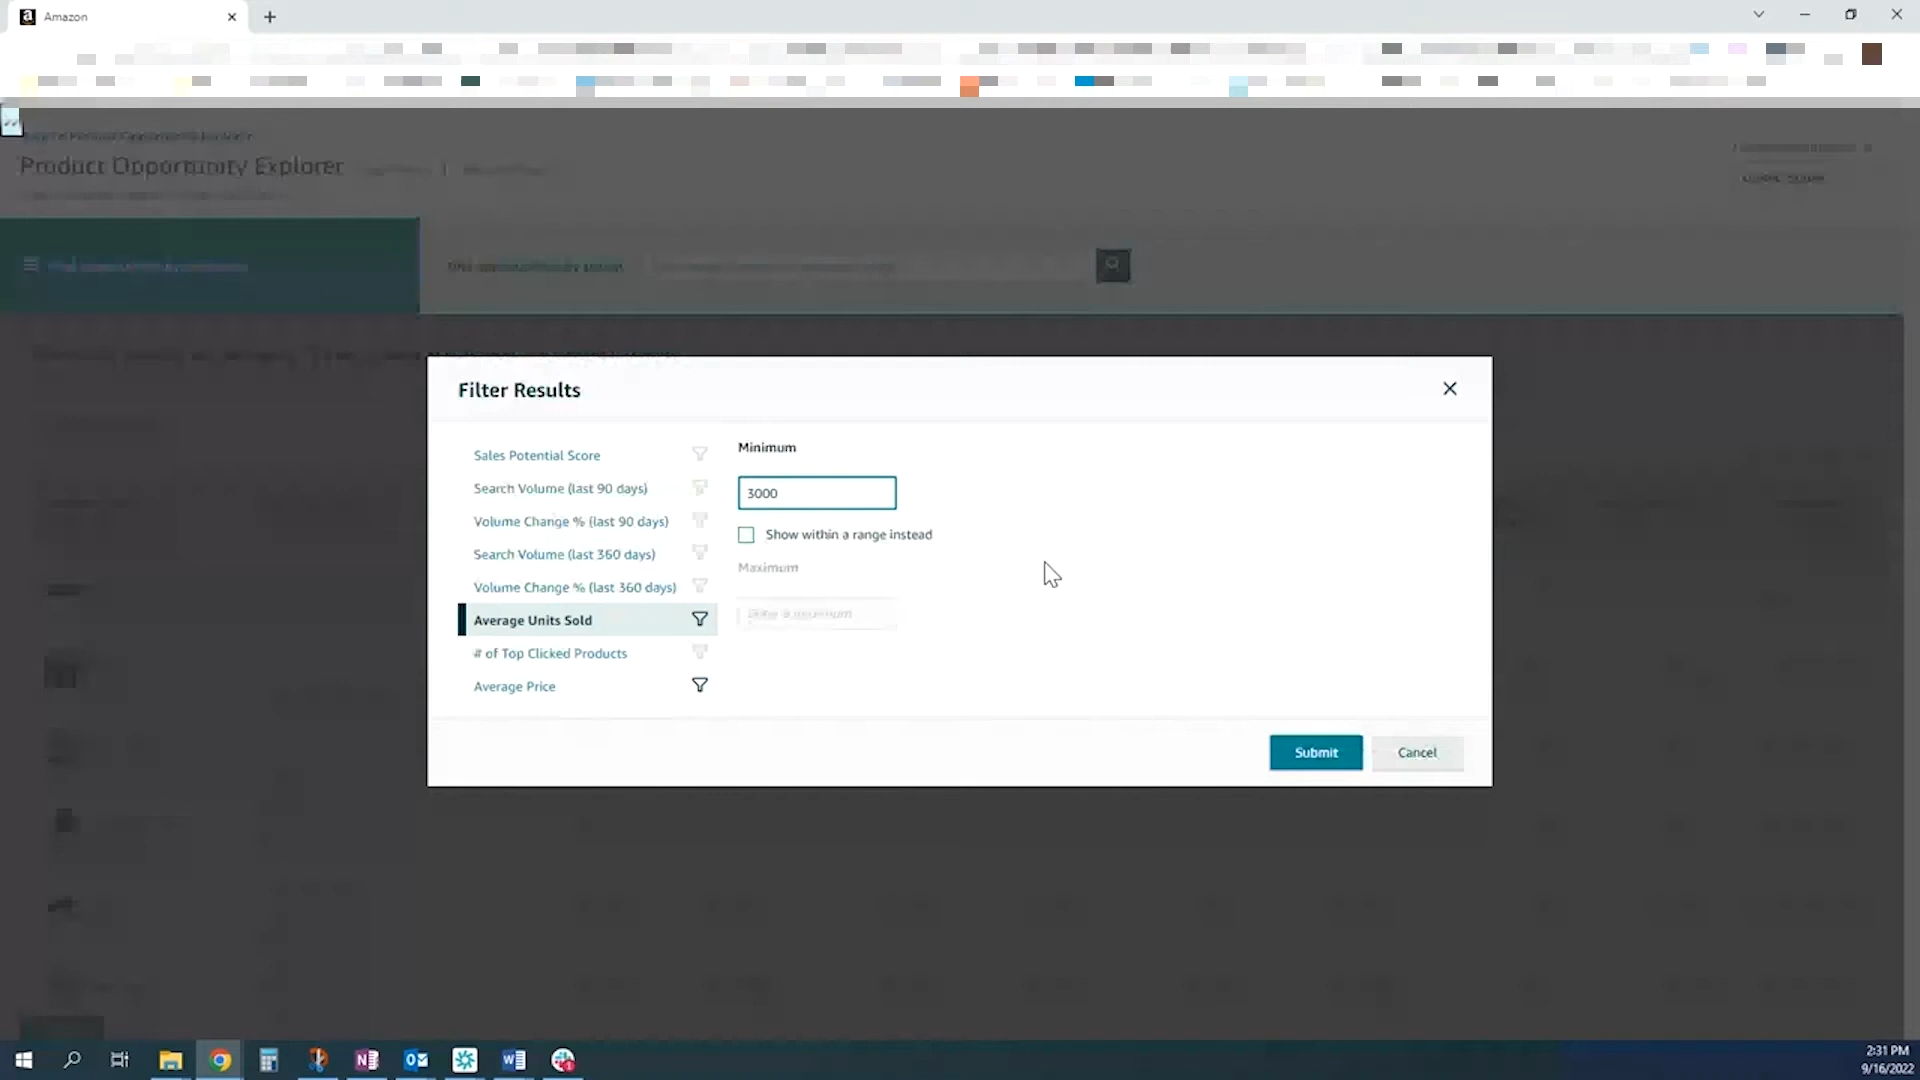 Amazon
Product Opportunity Explorer
Filter Results
Sales Potential Score
Search Volume (last 90 days)
Volume Change % (last 90 days)
Search Volume (last 360 days)
Volume Change % (last 360 days)
Average Units Sold
# of Top Clicked Products
Average Price
Minimum
3000
Show within a range instead
Maximum
Enter a maximum
Submit
Cancel
2:31 PM
9/16/2022